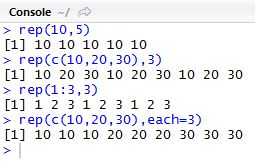 Console ~/
> rep(10,5)
[1] 10 10 10 10 10
> rep(c(10,20,30),3)
[1] 10 20 30 10 20 30 10 20 30
> rep(1:3,3)
[1] 1 2 3 1 2 3 1 2 3
> rep(c(10,20,30),each=3)
[1] 10 10 10 20 20 20 30 30 30
>